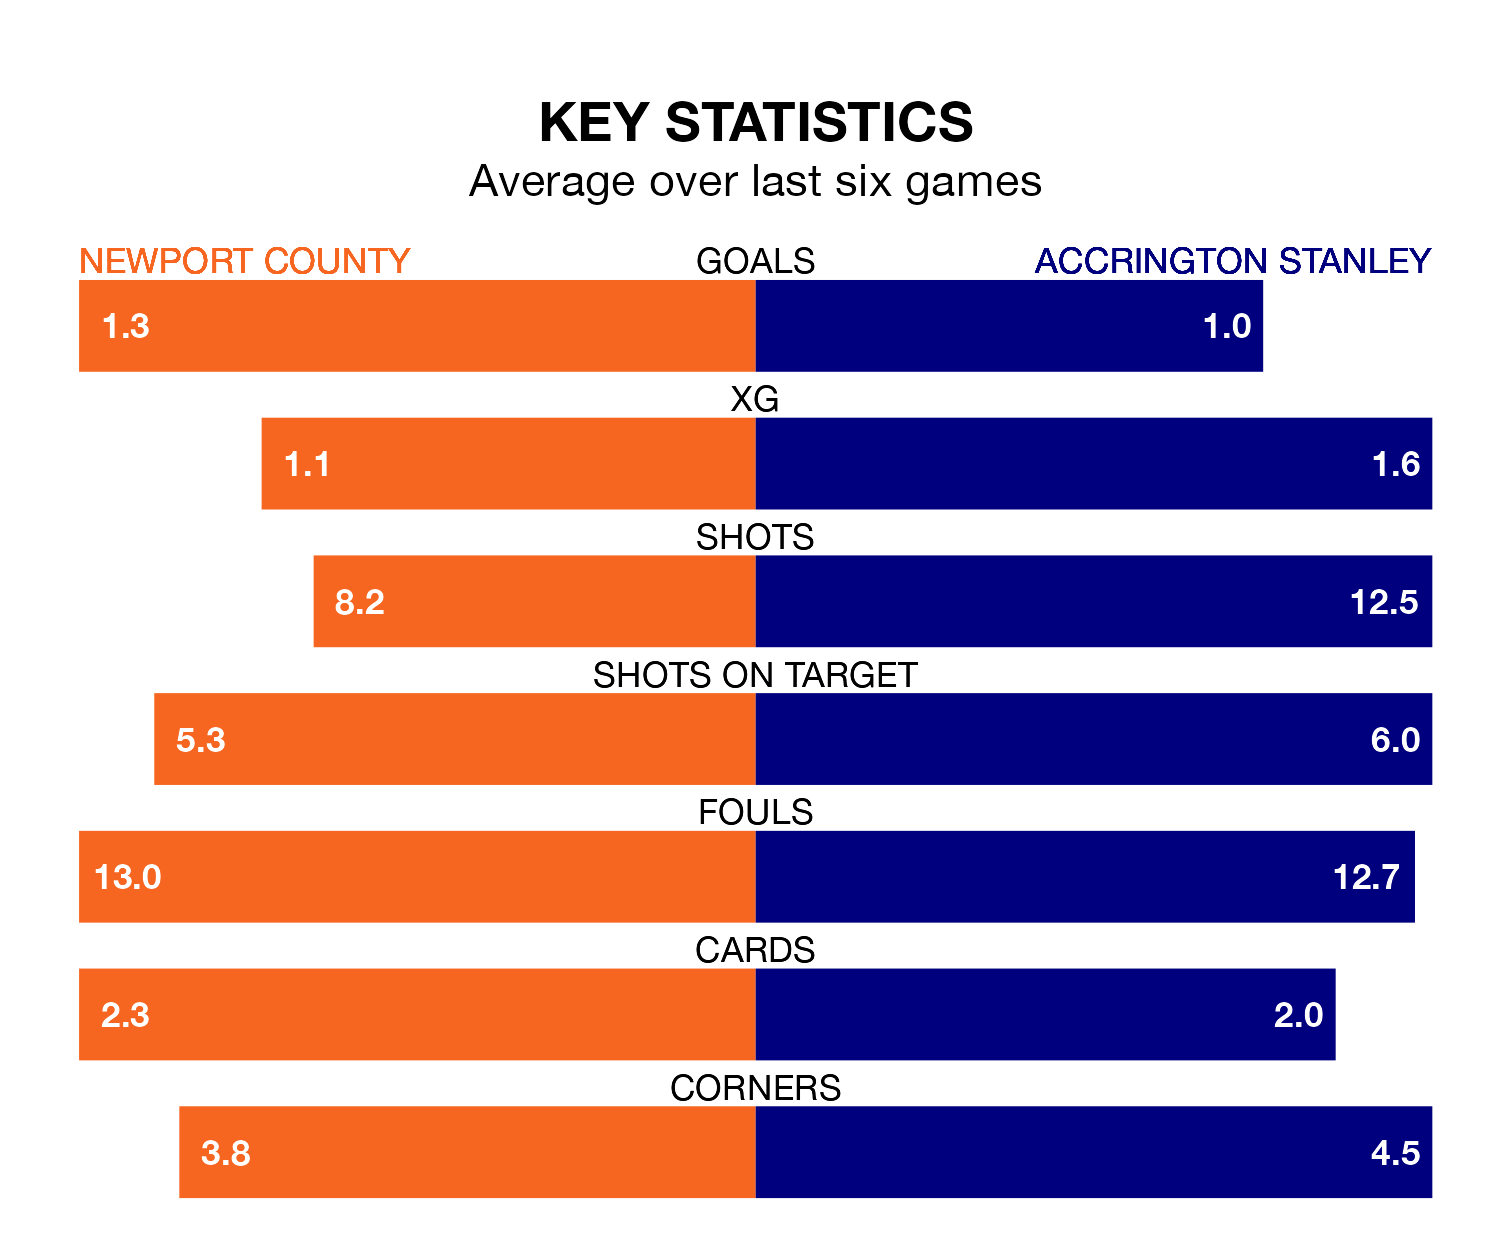 KEY STATISTICS
Average over last six games
NEWPORT COUNTY GOALS ACCRINGTON STANLEY
1.3 1.0
XG
1.1 1.6
SHOTS
8.2 12.5
SHOTS ON TARGET
5.3 6.0
FOULS
13.0 12.7
CARDS
2.3 2.0
CORNERS
3.8 4.5